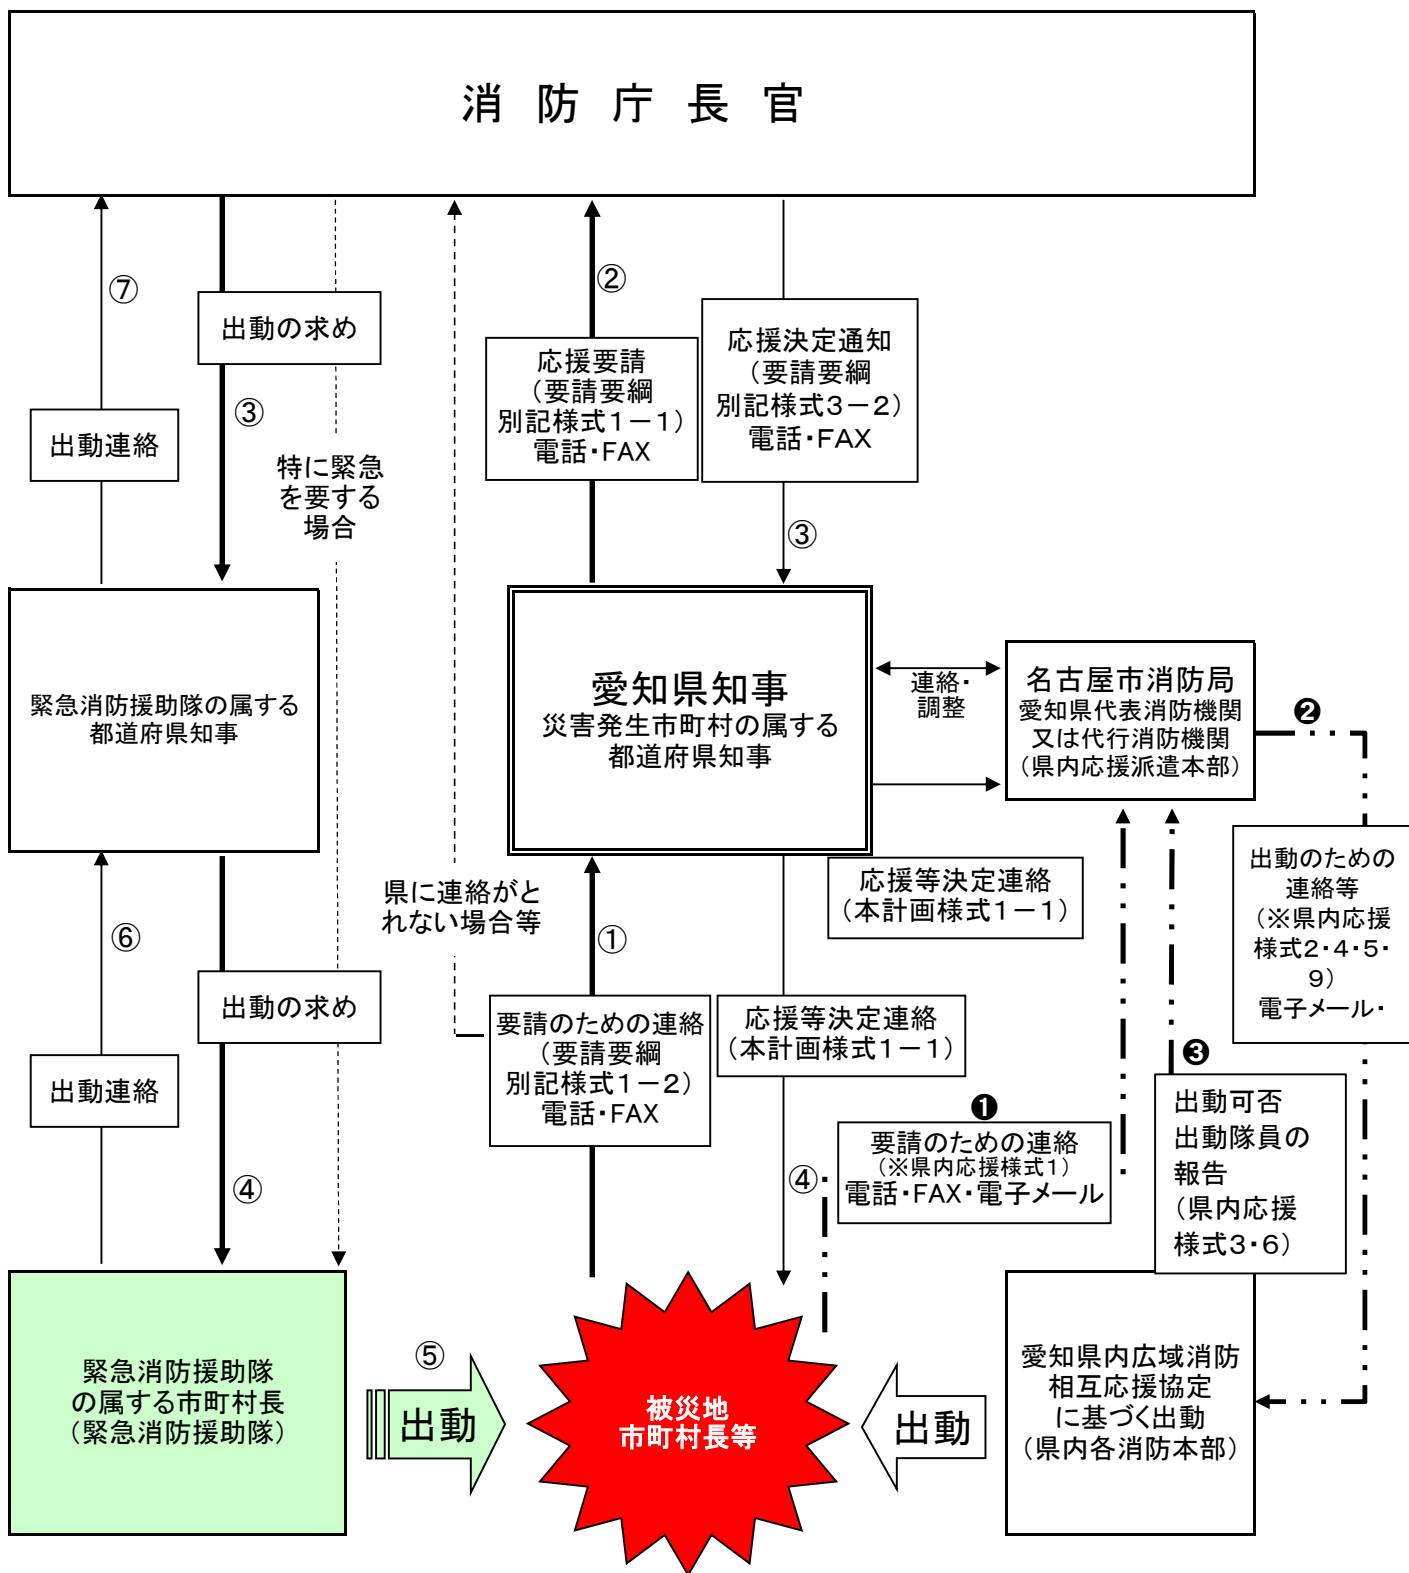 消防庁長官
⑦
出動の求め
③
出動連絡
特に緊急
を要する
場合
②
応援要請
（要請要綱
別記様式１－１）
電話・FAX
応援決定通知
（要請要綱
別記様式３－２）
電話・FAX
③
緊急消防援助隊の属する
都道府県知事
愛知県知事
災害発生市町村の属する
都道府県知事
連絡・
調整
名古屋市消防局
愛知県代表消防機関
又は代行消防機関
（県内応援派遣本部）
❷
出動のための
連絡等
（※県内応援
様式２・４・５・
９）
電子メール・
応援等決定連絡
（本計画様式１－１）
県に連絡がと
れない場合等
①
⑥
出動の求め
出動連絡
④
要請のための連絡
（要請要綱
別記様式１－２）
電話・FAX
応援等決定連絡
（本計画様式１－１）
④
❶
要請のための連絡
（※県内応援様式１）
電話・FAX・電子メール
❸
出動可否
出動隊員の
報告
（県内応援
様式３・６）
緊急消防援助隊
の属する市町村長
（緊急消防援助隊）
⑤
出動
被災地
市町村長等
出動
愛知県内広域消防
相互応援協定
に基づく出動
（県内各消防本部）